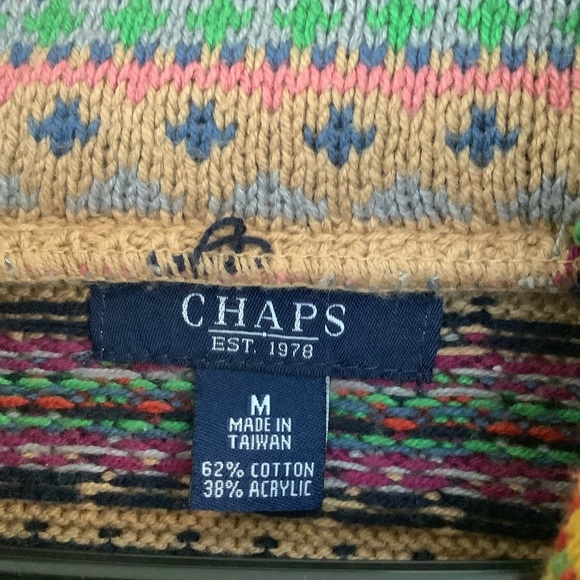 CHAPS
EST. 1978
M
MADE IN
TAIWAN
62% COTTON
38% ACRYLIC